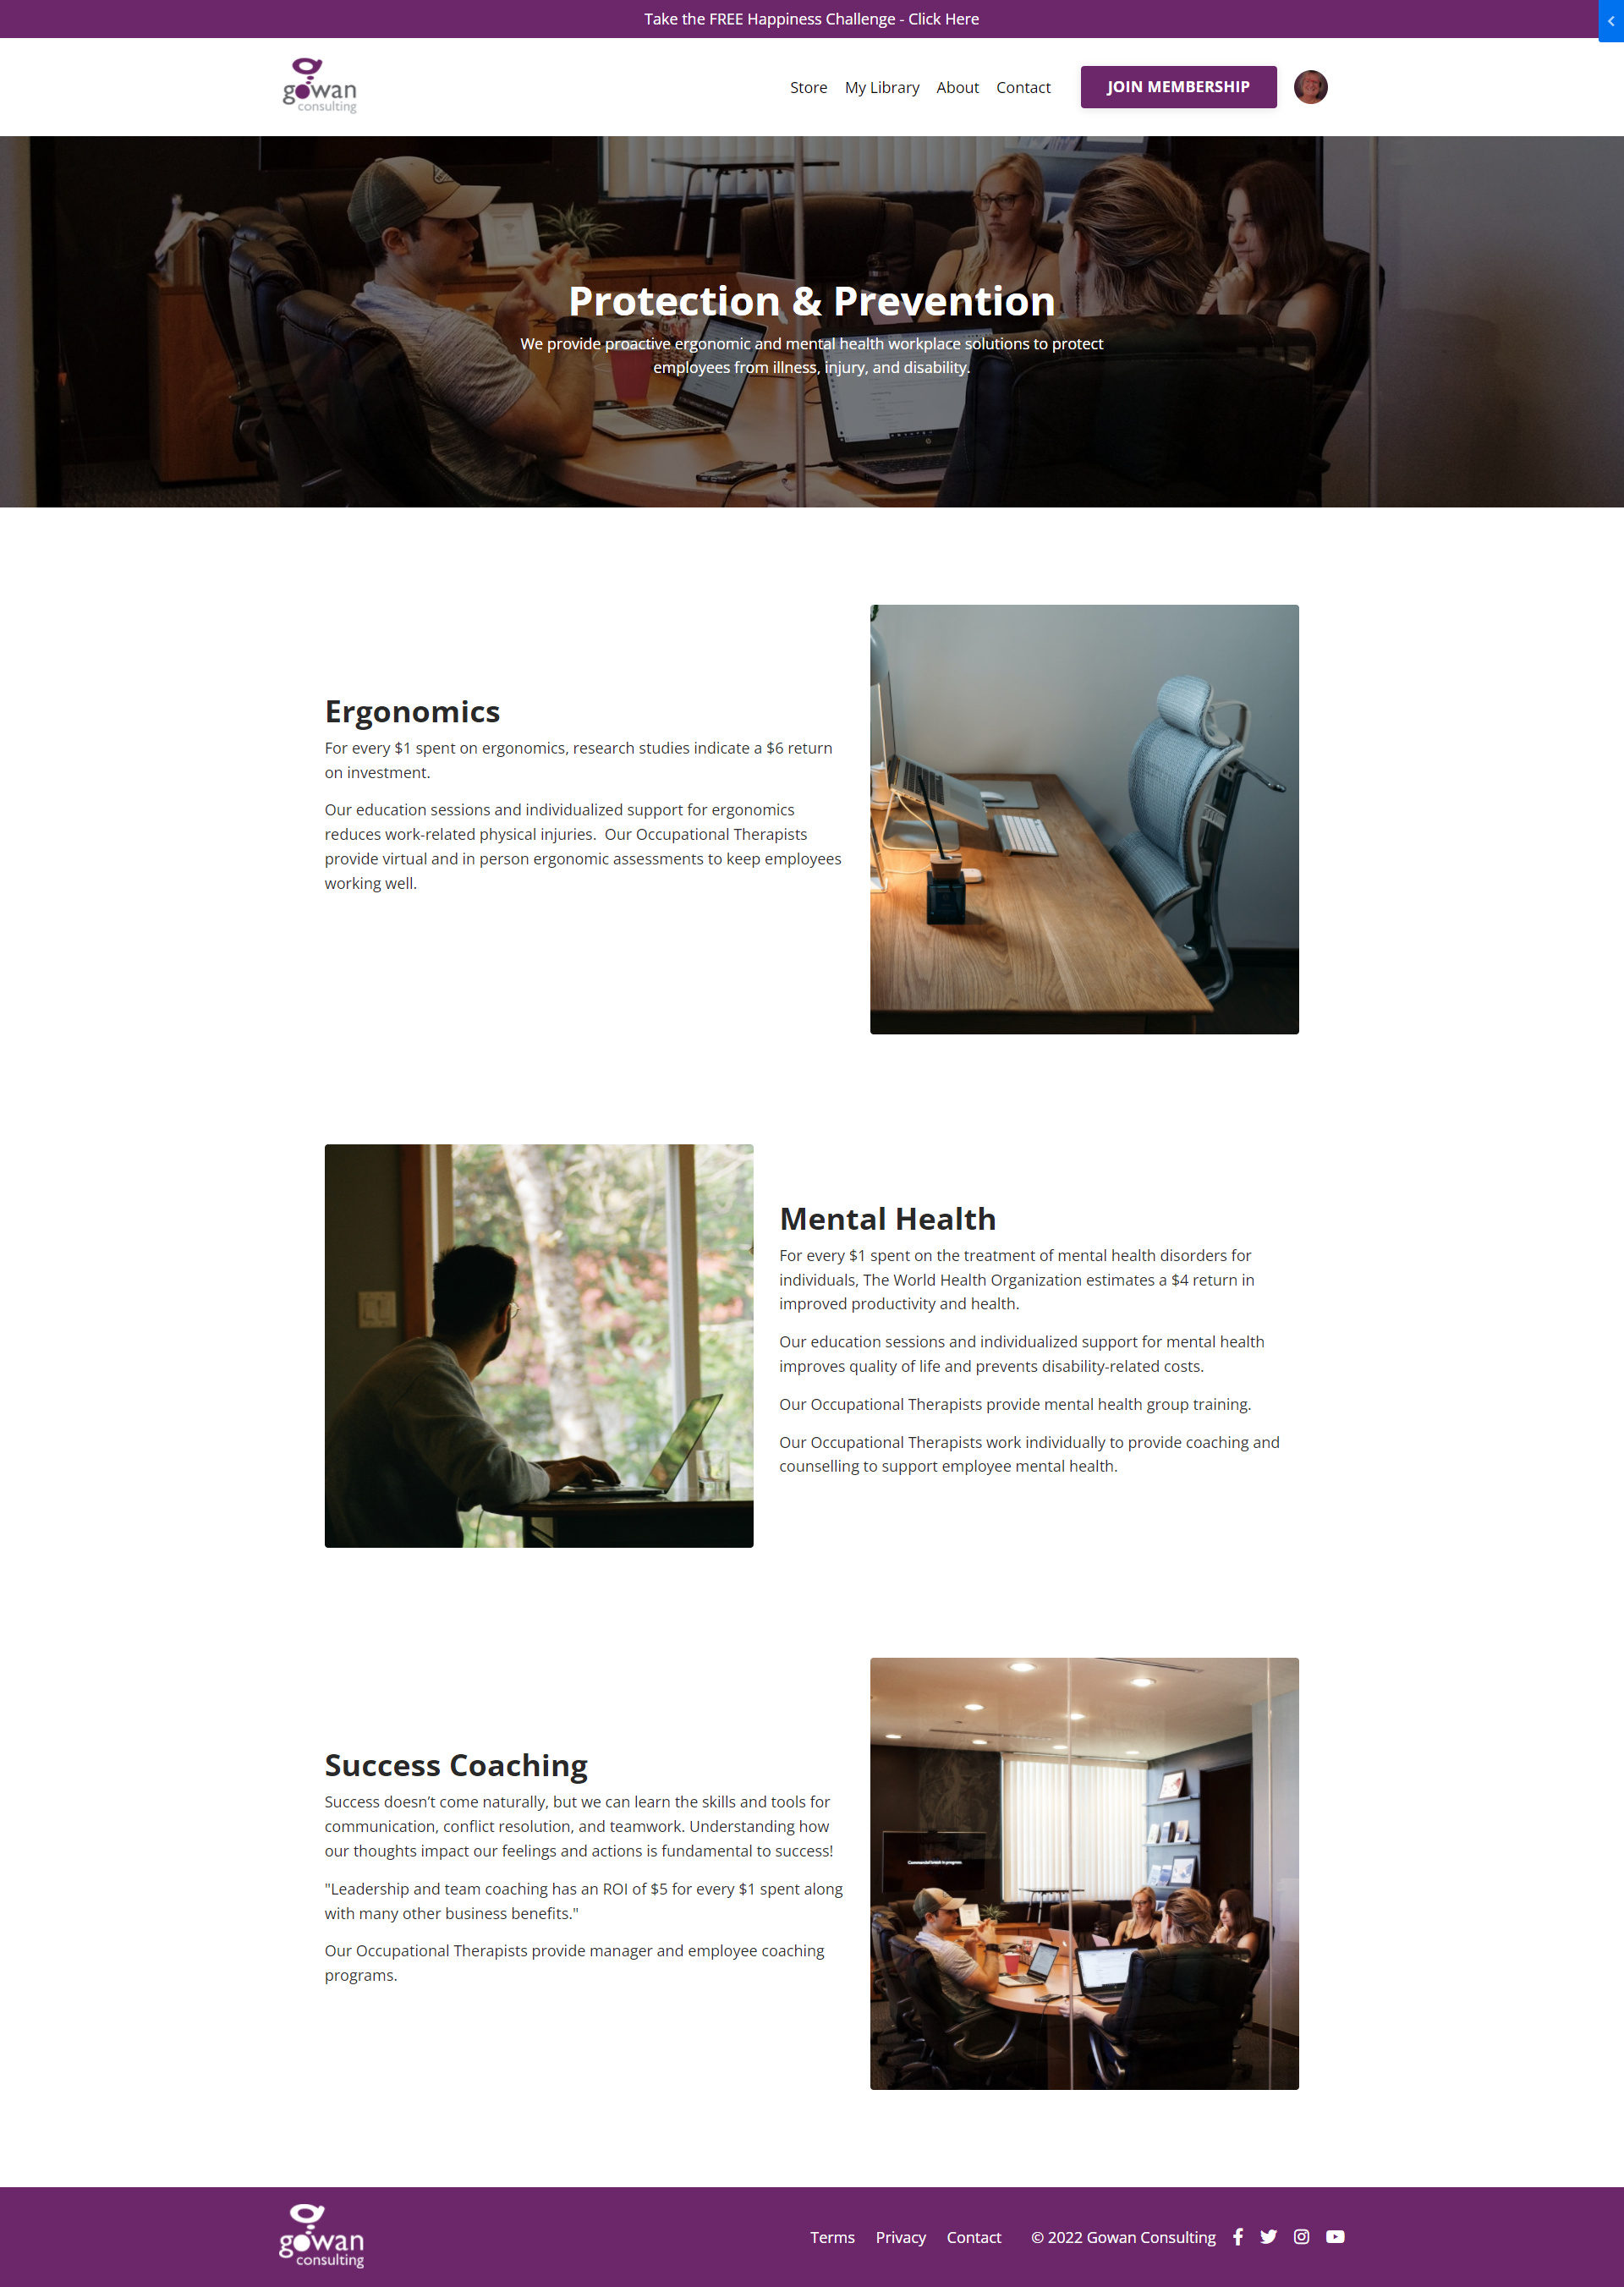 Take the FREE Happiness Challenge - Click Here
gowan
consulting
Store
My Library
About
Contact
JOIN MEMBERSHIP
Protection & Prevention
We provide proactive ergonomic and mental health workplace solutions to protect
employees from illness, injury, and disability.
Ergonomics
For every $1 spent on ergonomics, research studies indicate a $6 return
on investment.
Our education sessions and individualized support for ergonomics
reduces work-related physical injuries.  Our Occupational Therapists
provide virtual and in person ergonomic assessments to keep employees
working well.
Mental Health
For every $1 spent on the treatment of mental health disorders for
individuals, The World Health Organization estimates a $4 return in
improved productivity and health.
Our education sessions and individualized support for mental health
improves quality of life and prevents disability-related costs.
Our Occupational Therapists provide mental health group training.
Our Occupational Therapists work individually to provide coaching and
counselling to support employee mental health.
Success Coaching
Success doesn’t come naturally, but we can learn the skills and tools for
communication, conflict resolution, and teamwork. Understanding how
our thoughts impact our feelings and actions is fundamental to success!
"Leadership and team coaching has an ROI of $5 for every $1 spent along
with many other business benefits."
Our Occupational Therapists provide manager and employee coaching
programs.
Commercial break in progress.
gowan
consulting
Terms
Privacy
Contact
© 2022 Gowan Consulting